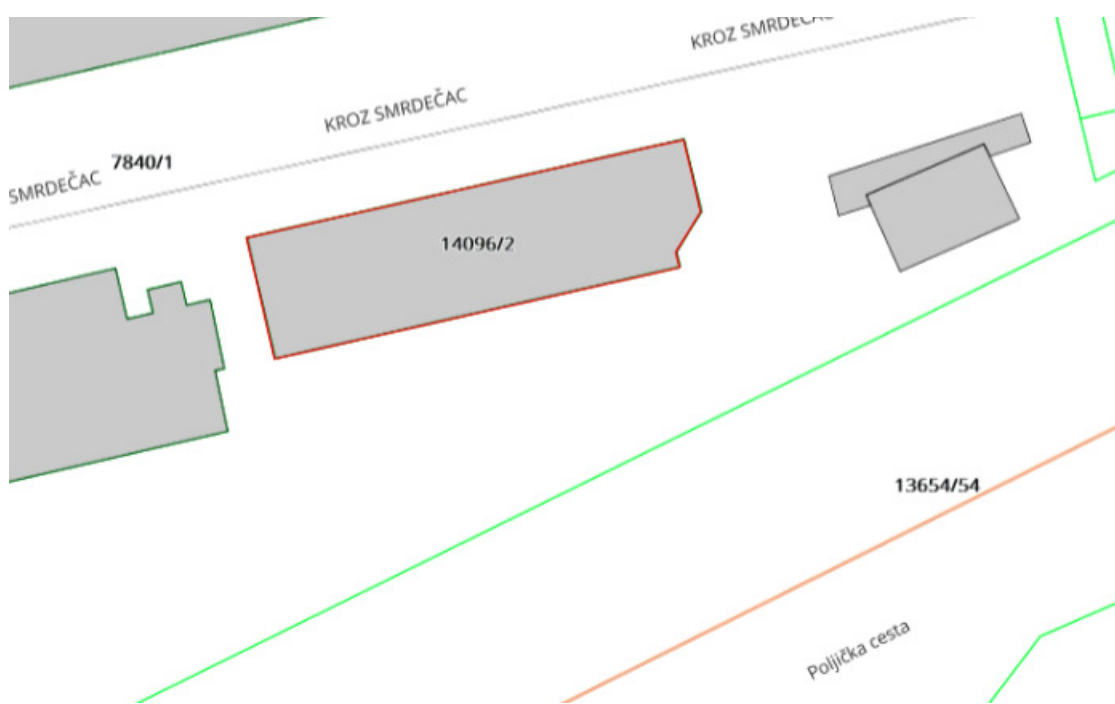 KROZ SMRDEČAC
KROZ SMRDEČAC
7840/1
SMRDEČAC
14096/2
13654/54
Poljička cesta